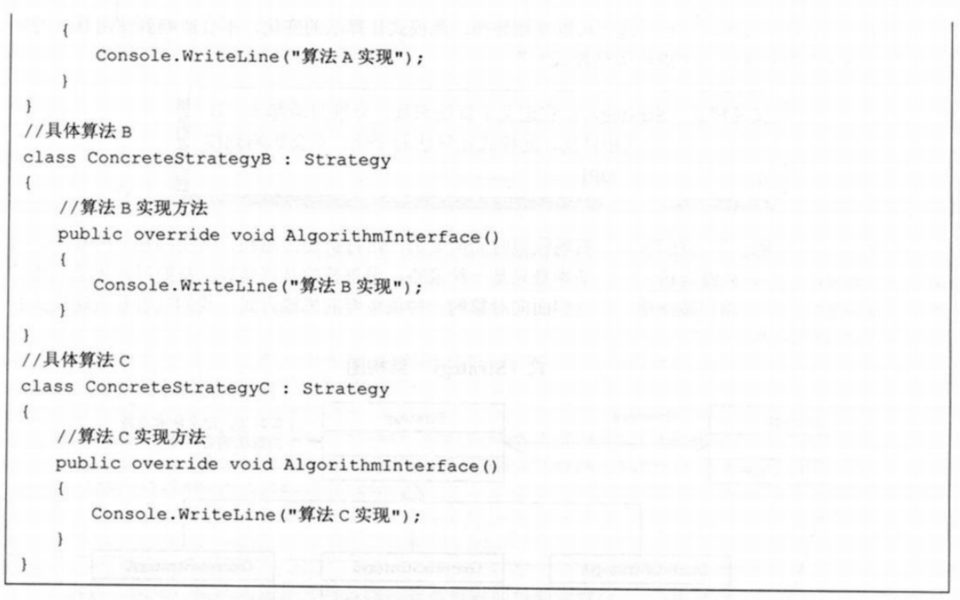 {
Console.WriteLine("算法 A 实现");
}
}
//具体算法 B
class ConcreteStrategyB : Strategy
{
//算法 B 实现方法
public override void AlgorithmInterface()
{
Console.WriteLine("算法 B 实现");
}
}
//具体算法 C
class ConcreteStrategyC : Strategy
{
//算法 C 实现方法
public override void AlgorithmInterface()
{
Console.WriteLine("算法 C 实现");
}
}